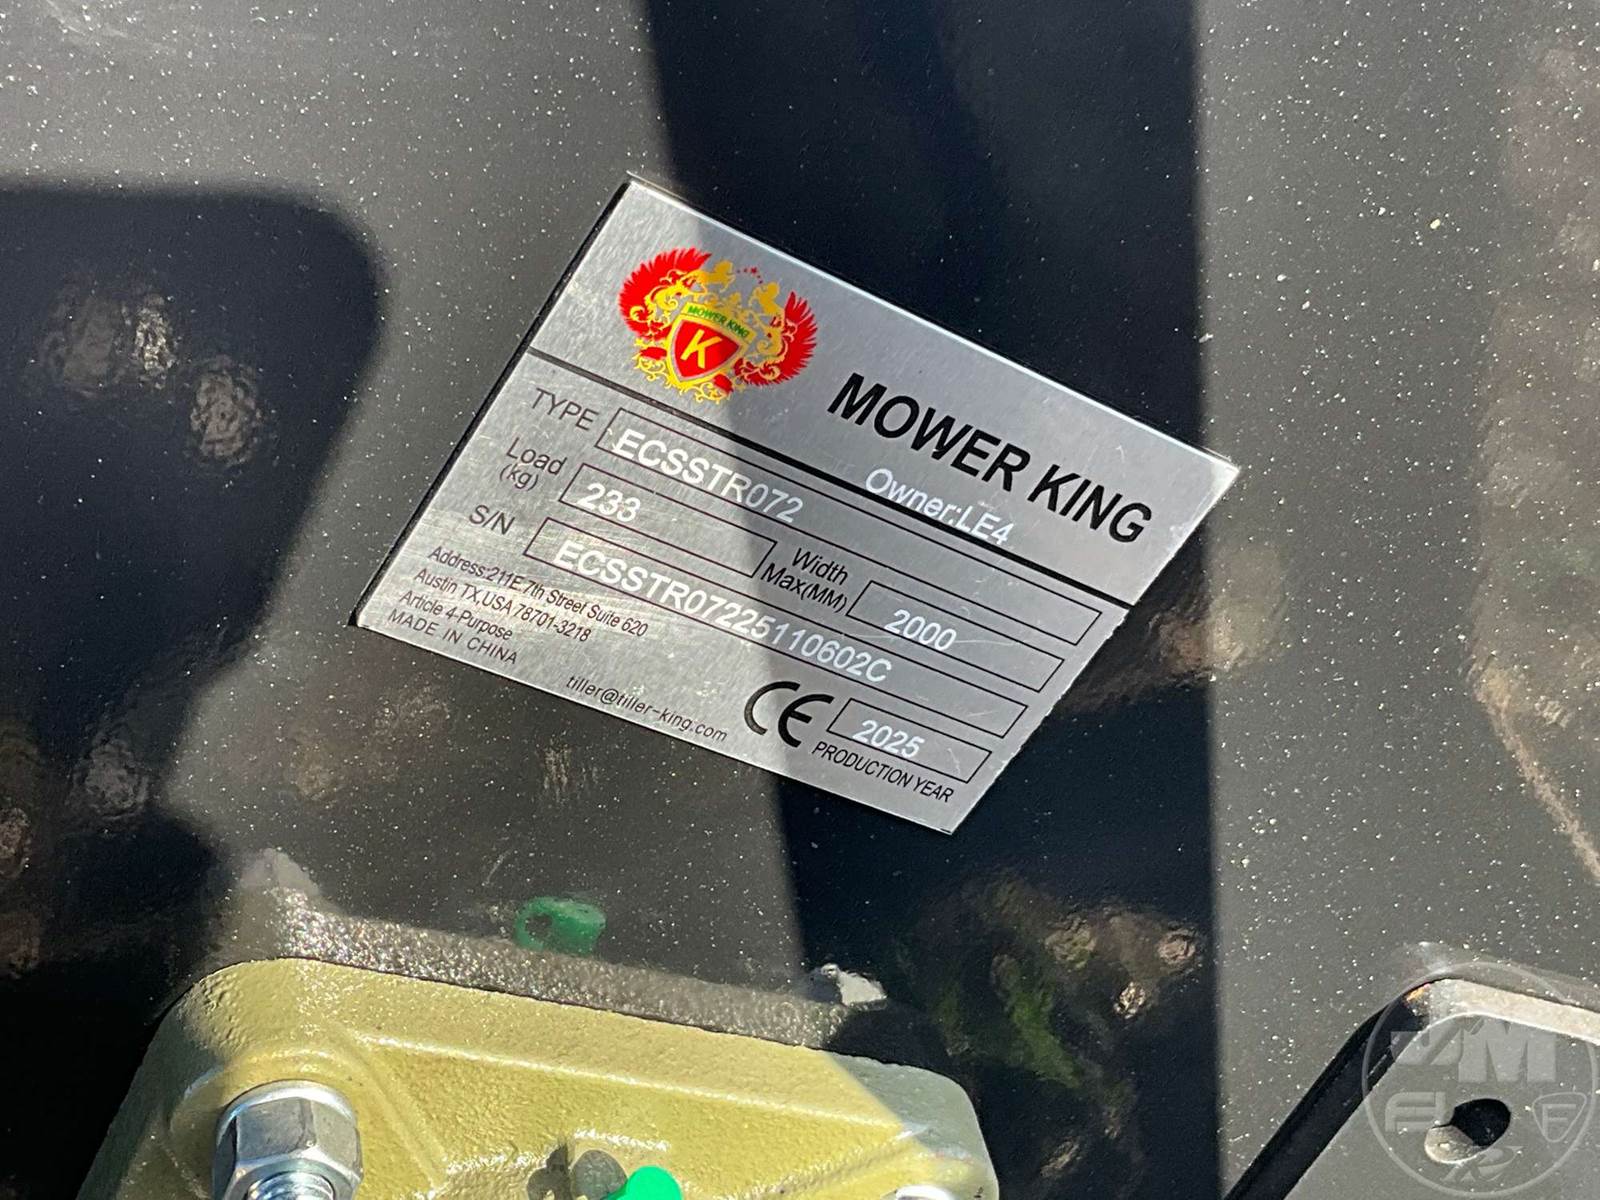 MOWER KING
K
MOWER KING
Owner:LE4
TYPE ECSSTR072
Load (kg) 233
Width Max(MM) 2000
S/N ECSSTR07225110602C
Address:211E.7th Street Suite 620
Austin TX,USA 78701-3218
Article 4-Purpose
MADE IN CHINA
tiller@tiller-king.com
CE
2025
PRODUCTION YEAR
JM
F